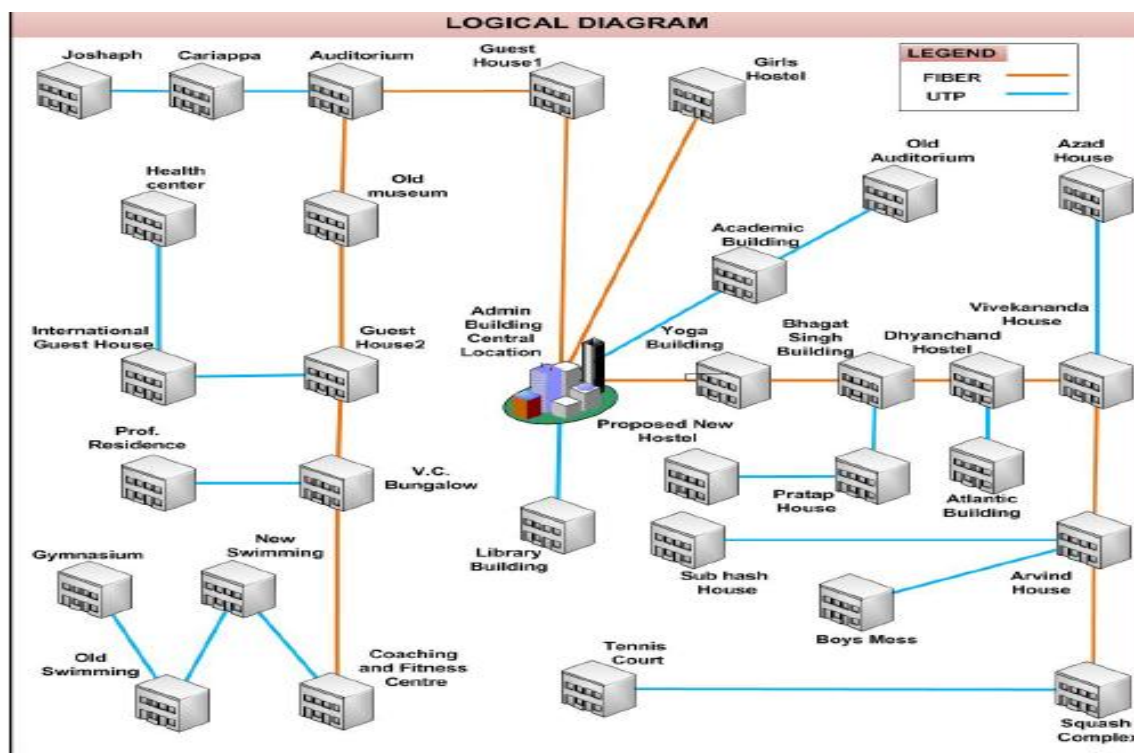 LOGICAL DIAGRAM
Joshaph
Cariappa
Auditorium
Guest
House1
Girls
Hostel
LEGEND
FIBER
UTP
Health
center
Old
museum
Old
Auditorium
Azad
House
Academic
Building
International
Guest House
Guest
House2
Admin
Building
Central
Location
Yoga
Building
Bhagat
Singh
Building
Dhyanchand
Hostel
Vivekananda
House
Prof.
Residence
V.C.
Bungalow
Proposed New
Hostel
Pratap
House
Atlantic
Building
Gymnasium
New
Swimming
Library
Building
Sub hash
House
Arvind
House
Boys Mess
Old
Swimming
Coaching
and Fitness
Centre
Tennis
Court
Squash
Complex